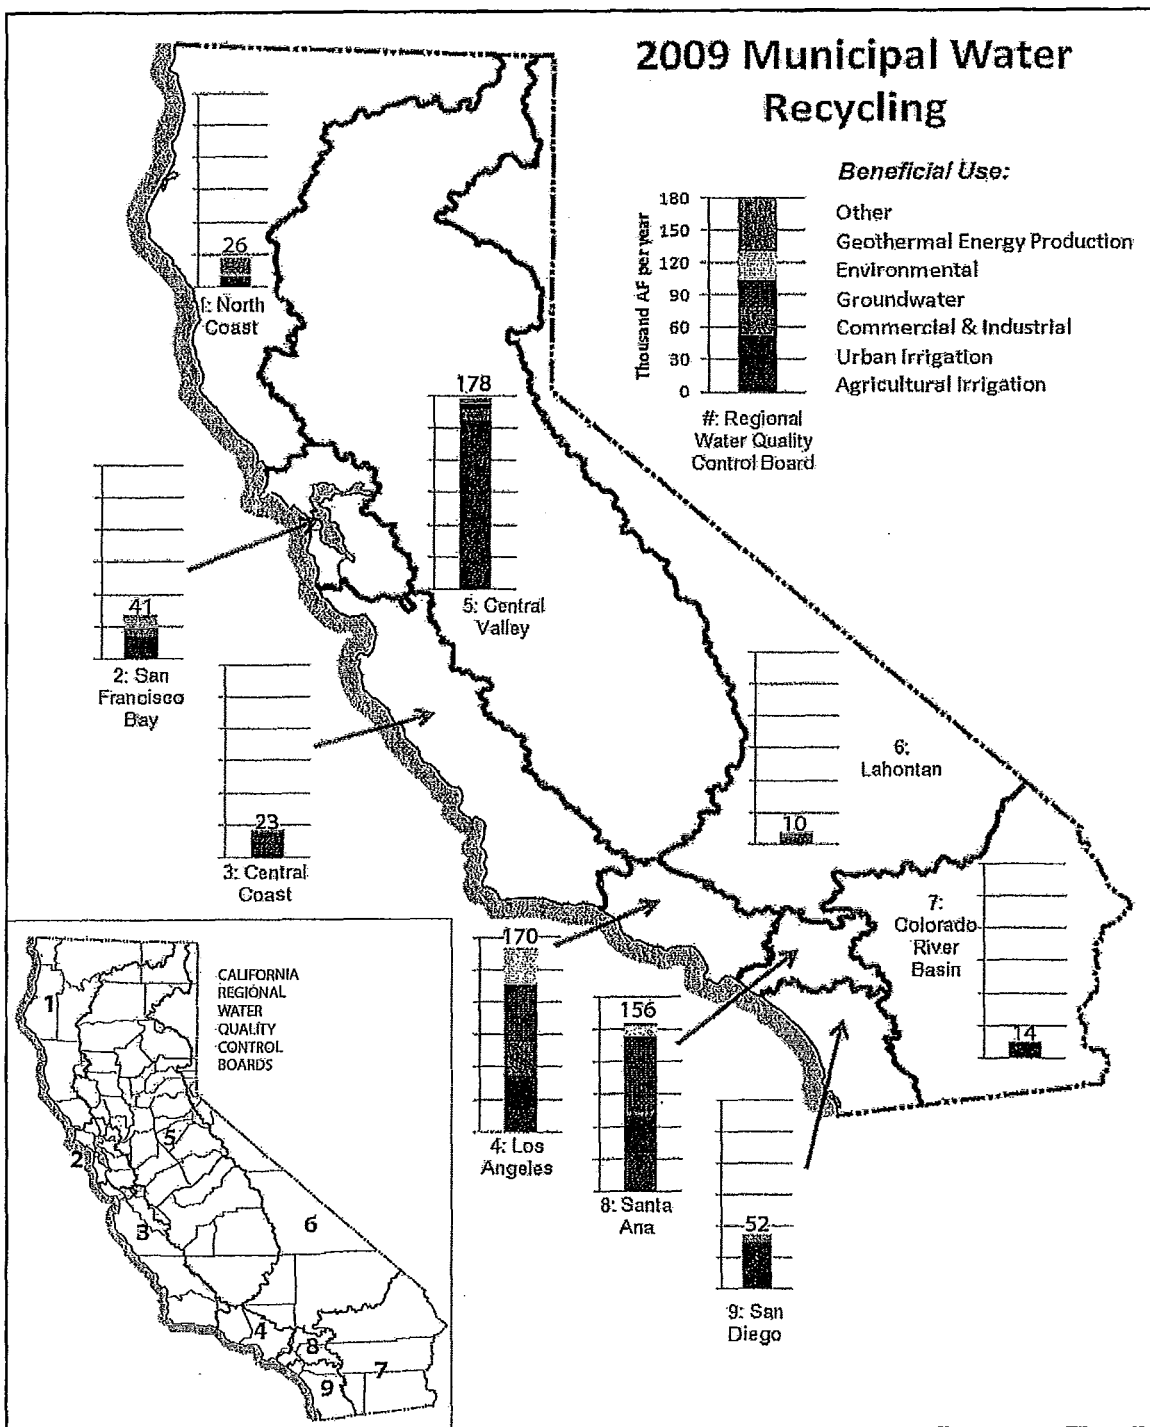 2009 Municipal Water
Recycling
Beneficial Use:
Thousand AF per year
180
150
120
90
60
30
0
Other
Geothermal Energy Production
Environmental
Groundwater
Commercial & Industrial
Urban Irrigation
Agricultural Irrigation
#: Regional
Water Quality
Control Board
26
1: North
Coast
178
5: Central
Valley
41
2: San
Francisco
Bay
23
3: Central
Coast
6:
Lahontan
10
7:
Colorado
River
Basin
14
170
4: Los
Angeles
156
8: Santa
Ana
52
9: San
Diego
CALIFORNIA
REGIONAL
WATER
QUALITY
CONTROL
BOARDS
1
2
3
4
5
6
7
8
9